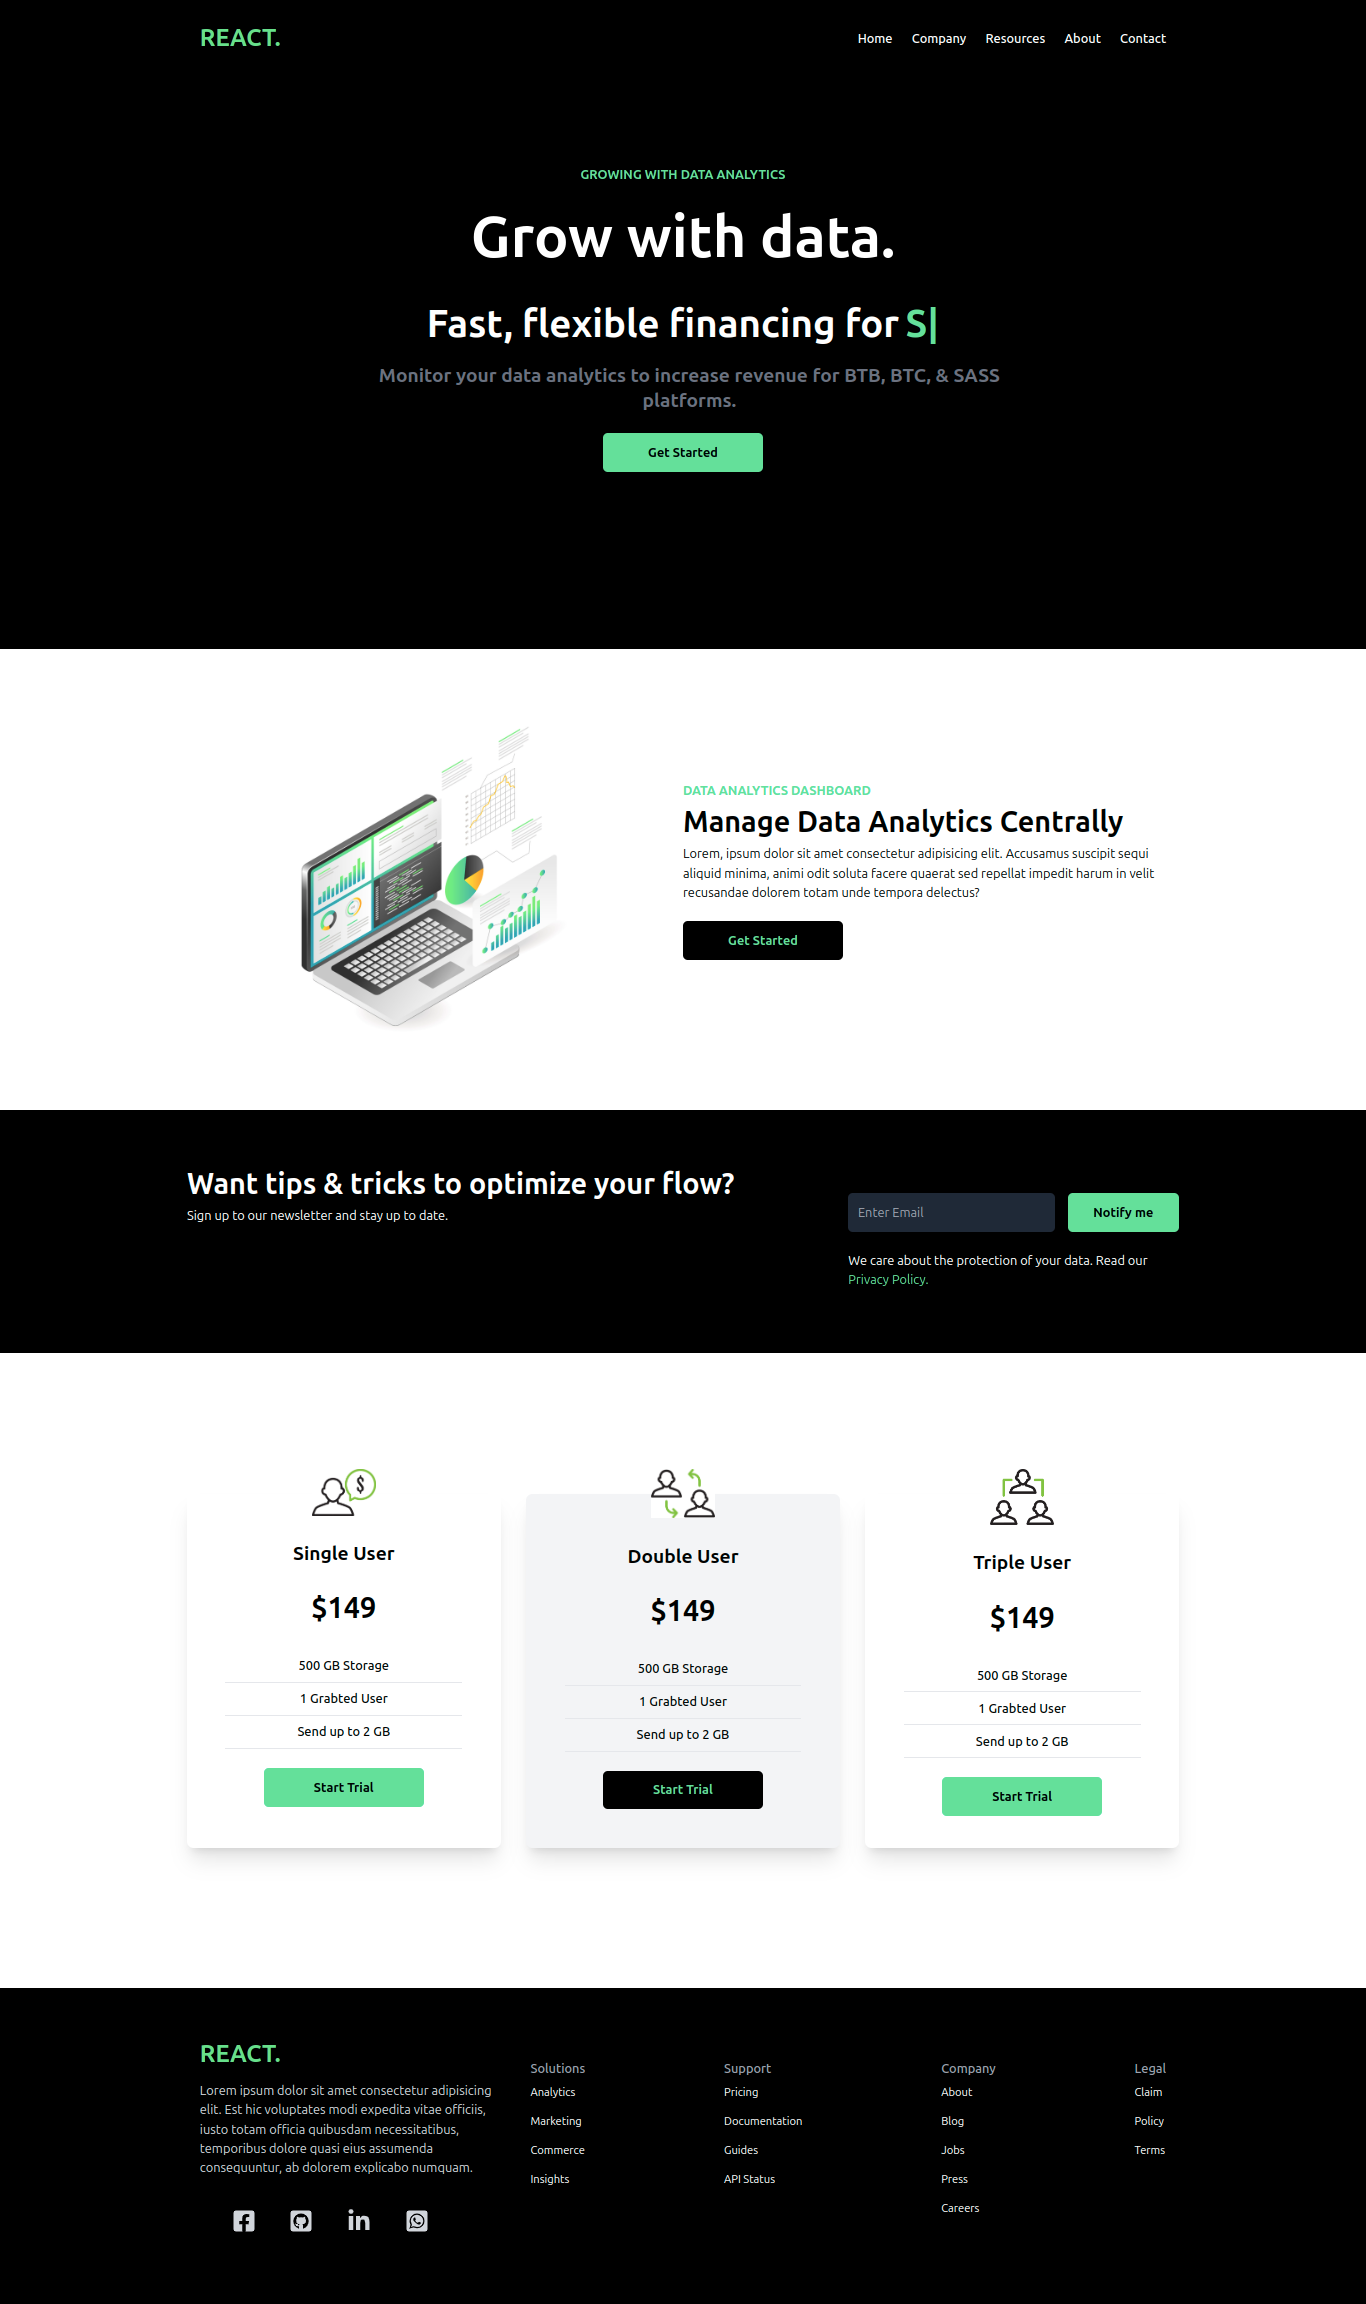 REACT.
Home Company Resources About Contact
GROWING WITH DATA ANALYTICS
Grow with data.
Fast, flexible financing for S|
Monitor your data analytics to increase revenue for BTB, BTC, & SASS
platforms.
Get Started
DATA ANALYTICS DASHBOARD
Manage Data Analytics Centrally
Lorem, ipsum dolor sit amet consectetur adipisicing elit. Accusamus suscipit sequi
aliquid minima, animi odit soluta facere quaerat sed repellat impedit harum in velit
recusandae dolorem totam unde tempora delectus?
Get Started
Want tips & tricks to optimize your flow?
Sign up to our newsletter and stay up to date.
Enter Email
Notify me
We care about the protection of your data. Read our
Privacy Policy.
Single User
$149
500 GB Storage
1 Grabted User
Send up to 2 GB
Start Trial
Double User
$149
500 GB Storage
1 Grabted User
Send up to 2 GB
Start Trial
Triple User
$149
500 GB Storage
1 Grabted User
Send up to 2 GB
Start Trial
REACT.
Lorem ipsum dolor sit amet consectetur adipisicing
elit. Est hic voluptates modi expedita vitae officiis,
iusto totam officia quibusdam necessitatibus,
temporibus dolore quasi eius assumenda
consequuntur, ab dolorem explicabo numquam.
Solutions
Analytics
Marketing
Commerce
Insights
Support
Pricing
Documentation
Guides
API Status
Company
About
Blog
Jobs
Press
Careers
Legal
Claim
Policy
Terms